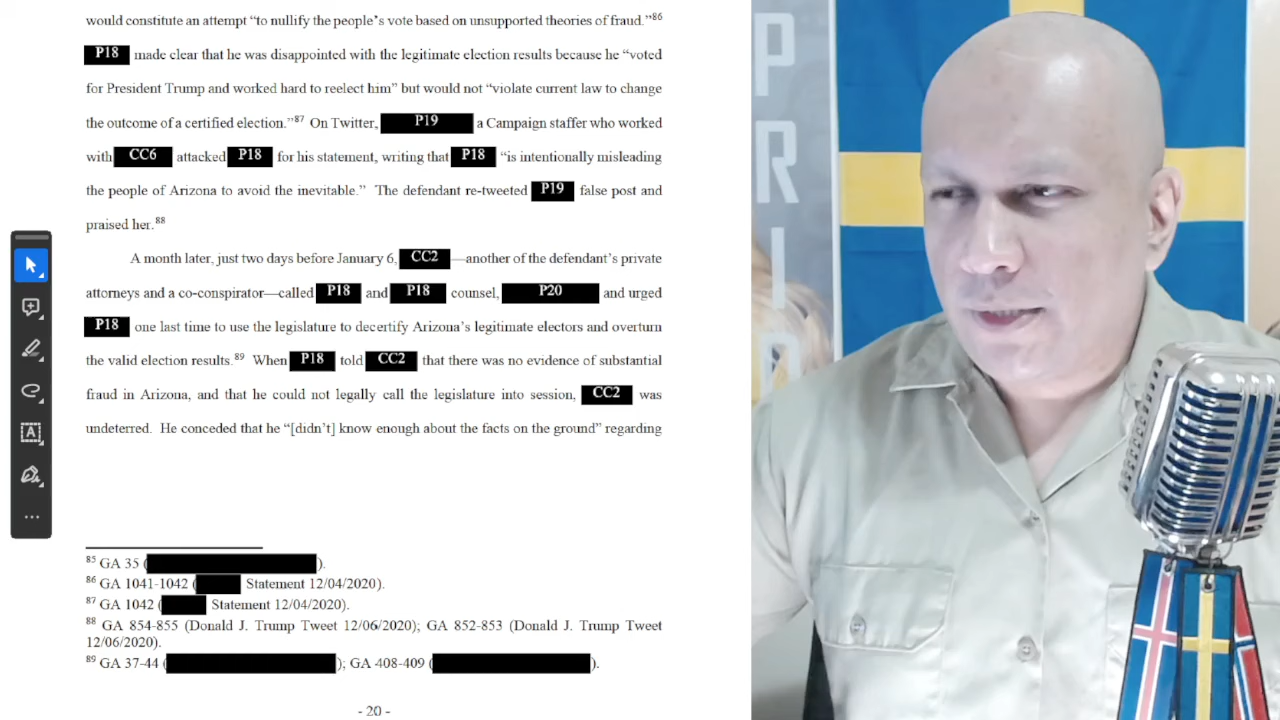 would constitute an attempt “to nullify the people’s vote based on unsupported theories of fraud.”86
P18 made clear that he was disappointed with the legitimate election results because he “voted
for President Trump and worked hard to reelect him” but would not “violate current law to change
the outcome of a certified election.”87 On Twitter, P19 a Campaign staffer who worked
with CC6 attacked P18 for his statement, writing that P18 “is intentionally misleading
the people of Arizona to avoid the inevitable.” The defendant re-tweeted P19 false post and
praised her.88
A month later, just two days before January 6, CC2 —another of the defendant’s private
attorneys and a co-conspirator—called P18 and P18 counsel, P20 and urged
P18 one last time to use the legislature to decertify Arizona’s legitimate electors and overturn
the valid election results.89 When P18 told CC2 that there was no evidence of substantial
fraud in Arizona, and that he could not legally call the legislature into session, CC2 was
undeterred. He conceded that he “[didn’t] know enough about the facts on the ground” regarding
85 GA 35 ( ).
86 GA 1041-1042 ( Statement 12/04/2020).
87 GA 1042 ( Statement 12/04/2020).
88 GA 854-855 (Donald J. Trump Tweet 12/06/2020); GA 852-853 (Donald J. Trump Tweet
12/06/2020).
89 GA 37-44 ( ); GA 408-409 ( ).
- 20 -
PRI